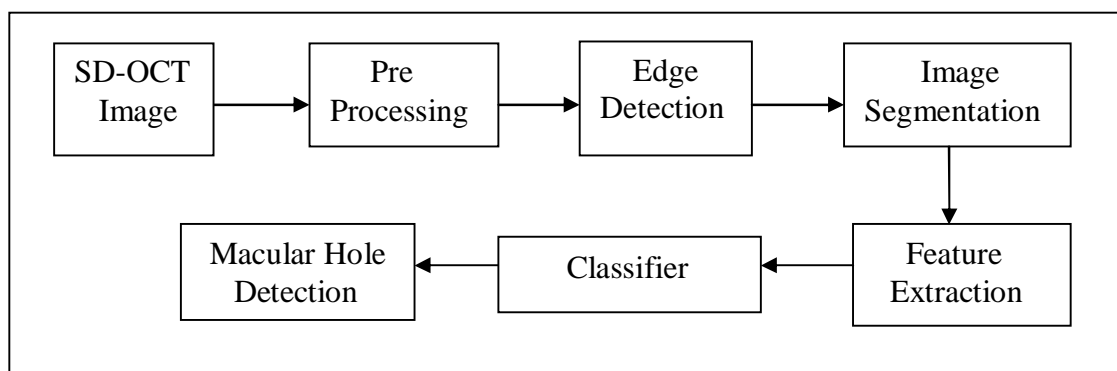 SD-OCT
Image
Pre
Processing
Edge
Detection
Image
Segmentation
Macular Hole
Detection
Classifier
Feature
Extraction